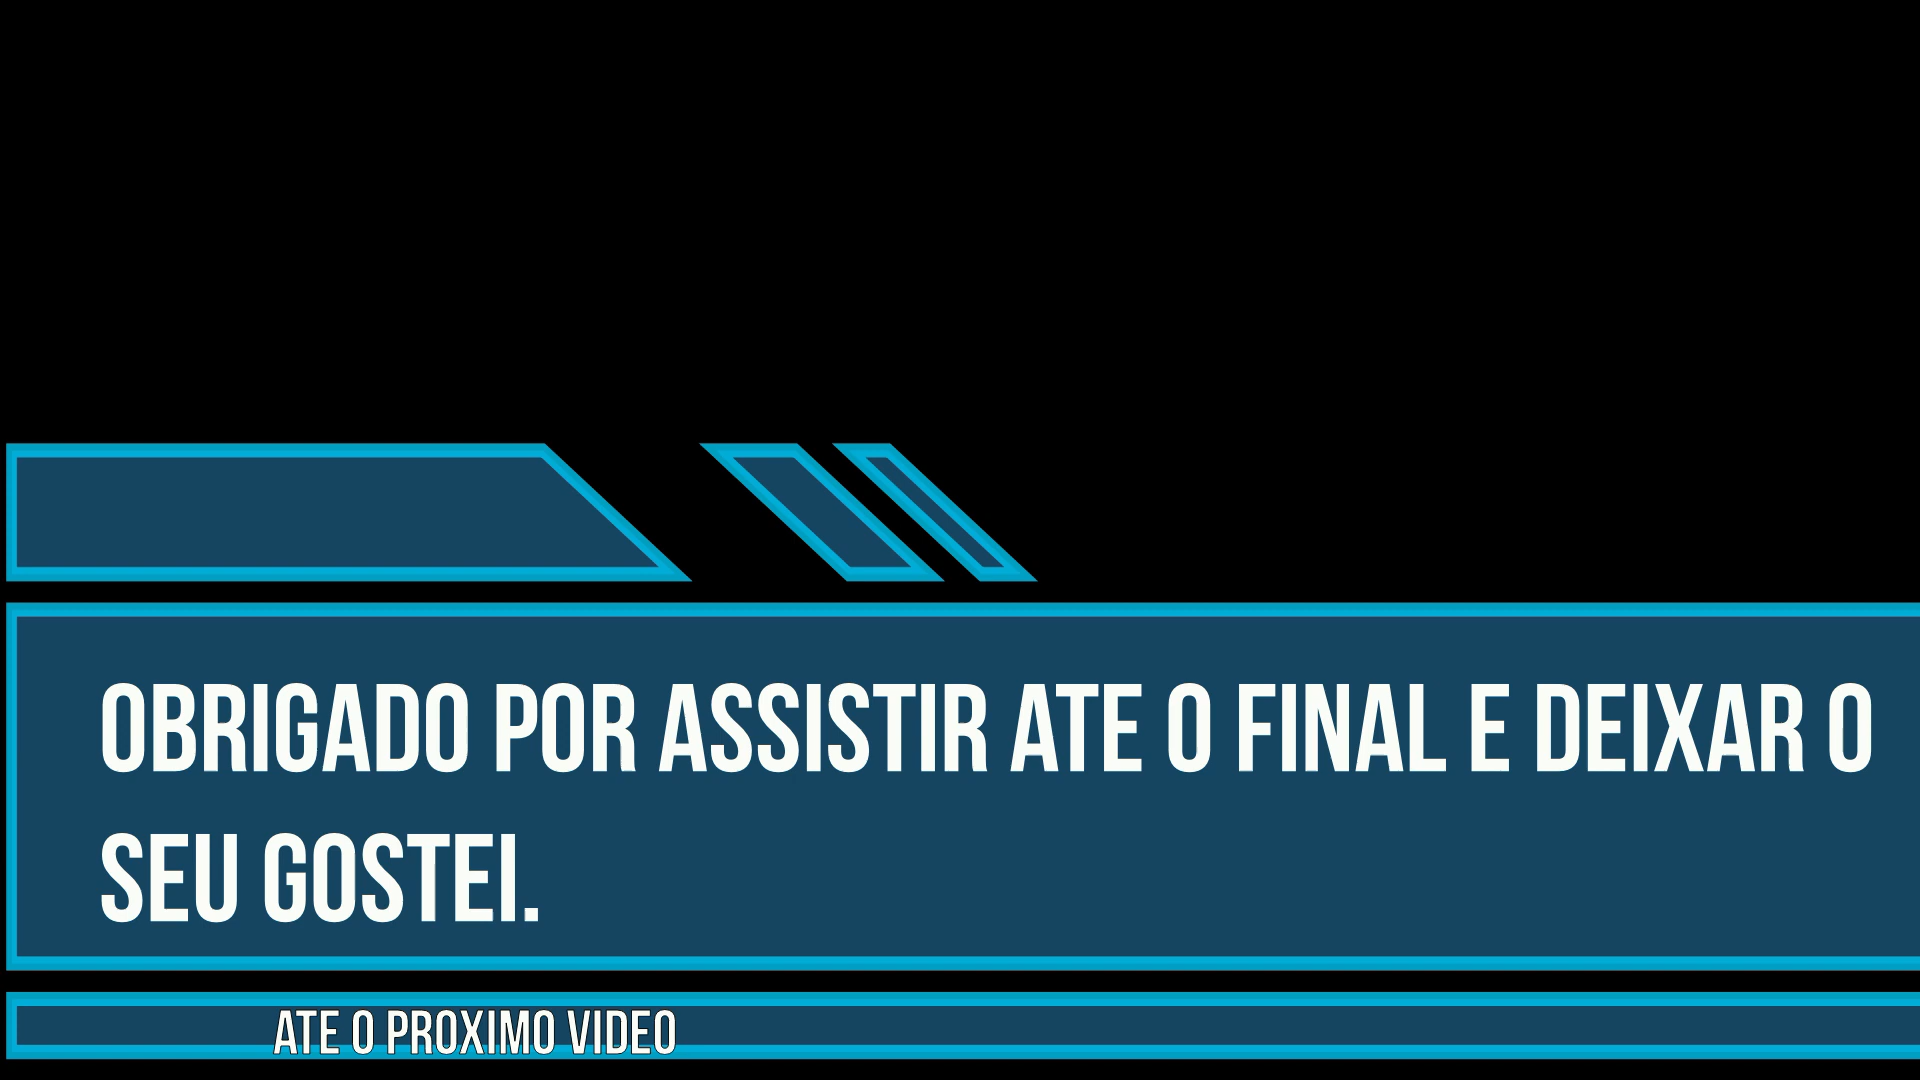 OBRIGADO POR ASSISTIR ATE O FINAL E DEIXAR O
SEU GOSTEI.
ATE O PROXIMO VIDEO